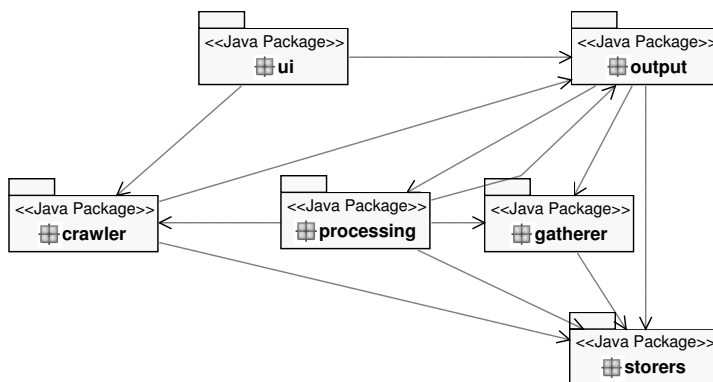 <<Java Package>>
ui
<<Java Package>>
output
<<Java Package>>
crawler
<<Java Package>>
processing
<<Java Package>>
gatherer
<<Java Package>>
storers